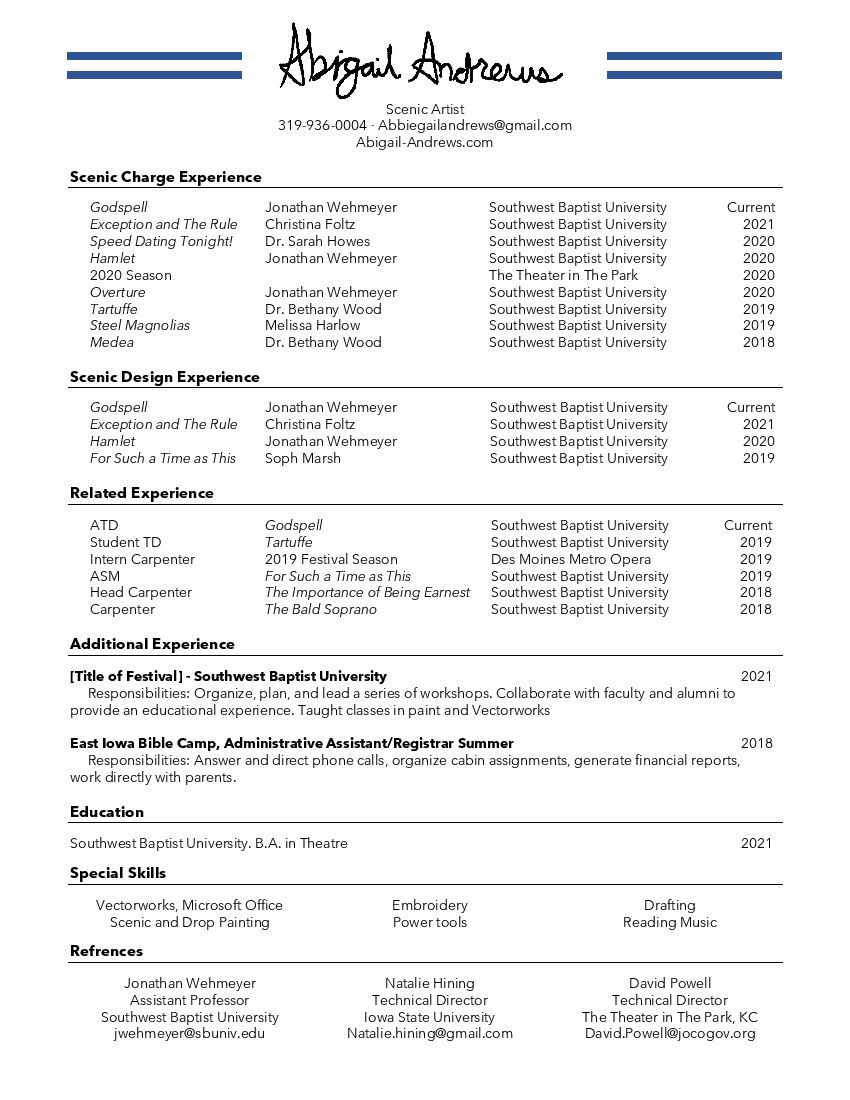 Abigail Andrews
Scenic Artist
319-936-0004 · Abbiegailandrews@gmail.com
Abigail-Andrews.com
Scenic Charge Experience
Godspell Jonathan Wehmeyer Southwest Baptist University Current
Exception and The Rule Christina Foltz Southwest Baptist University 2021
Speed Dating Tonight! Dr. Sarah Howes Southwest Baptist University 2020
Hamlet Jonathan Wehmeyer Southwest Baptist University 2020
2020 Season The Theater in The Park 2020
Overture Jonathan Wehmeyer Southwest Baptist University 2020
Tartuffe Dr. Bethany Wood Southwest Baptist University 2019
Steel Magnolias Melissa Harlow Southwest Baptist University 2019
Medea Dr. Bethany Wood Southwest Baptist University 2018
Scenic Design Experience
Godspell Jonathan Wehmeyer Southwest Baptist University Current
Exception and The Rule Christina Foltz Southwest Baptist University 2021
Hamlet Jonathan Wehmeyer Southwest Baptist University 2020
For Such a Time as This Soph Marsh Southwest Baptist University 2019
Related Experience
ATD Godspell Southwest Baptist University Current
Student TD Tartuffe Southwest Baptist University 2019
Intern Carpenter 2019 Festival Season Des Moines Metro Opera 2019
ASM For Such a Time as This Southwest Baptist University 2019
Head Carpenter The Importance of Being Earnest Southwest Baptist University 2018
Carpenter The Bald Soprano Southwest Baptist University 2018
Additional Experience
[Title of Festival] - Southwest Baptist University 2021
Responsibilities: Organize, plan, and lead a series of workshops. Collaborate with faculty and alumni to
provide an educational experience. Taught classes in paint and Vectorworks
East Iowa Bible Camp, Administrative Assistant/Registrar Summer 2018
Responsibilities: Answer and direct phone calls, organize cabin assignments, generate financial reports,
work directly with parents.
Education
Southwest Baptist University. B.A. in Theatre 2021
Special Skills
Vectorworks, Microsoft Office Embroidery Drafting
Scenic and Drop Painting Power tools Reading Music
Refrences
Jonathan Wehmeyer Natalie Hining David Powell
Assistant Professor Technical Director Technical Director
Southwest Baptist University Iowa State University The Theater in The Park, KC
jwehmeyer@sbuniv.edu Natalie.hining@gmail.com David.Powell@jocogov.org